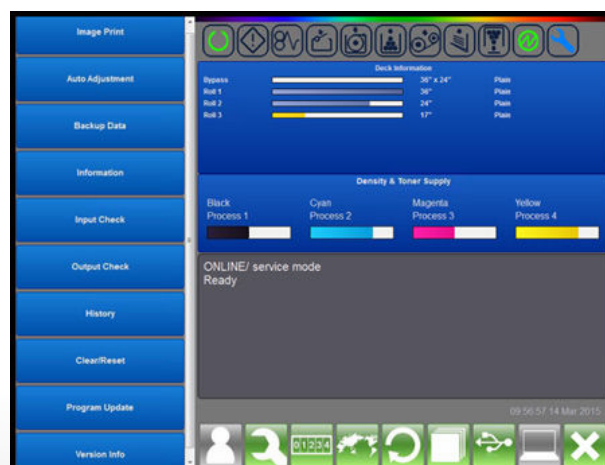 Image Print
Auto Adjustment
Backup Data
Information
Input Check
Output Check
History
Clear/Reset
Program Update
Version Info
Deck Information
Bypass 36" x 24" Plain
Roll 1 36" Plain
Roll 2 24" Plain
Roll 3 17" Plain
Density & Toner Supply
Black Cyan Magenta Yellow
Process 1 Process 2 Process 3 Process 4
ONLINE/ service mode
Ready
09:56:57 14 Mar 2015
01234